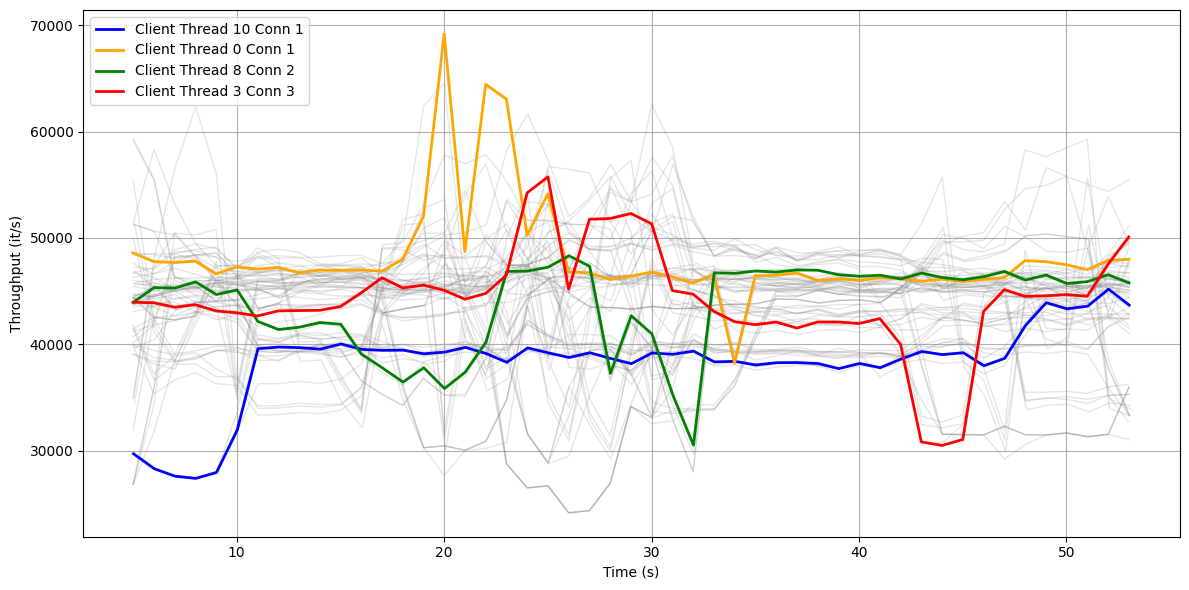 Client Thread 10 Conn 1
Client Thread 0 Conn 1
Client Thread 8 Conn 2
Client Thread 3 Conn 3
Throughput (it/s)
70000
60000
50000
40000
30000
10
20
30
40
50
Time (s)